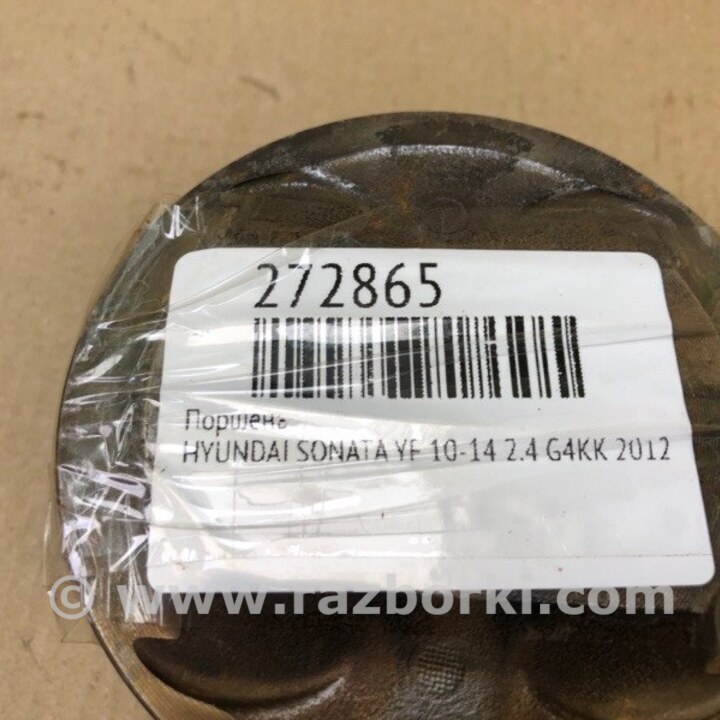 272865
Поршень
HYUNDAI SONATA YF 10-14 2.4 G4KK 2012
© www.razborki.com